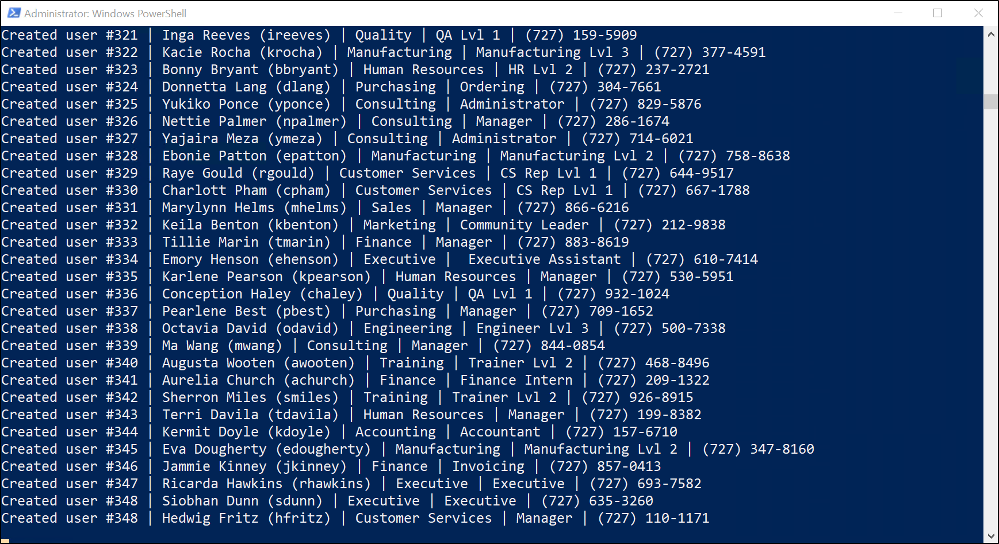 Administrator: Windows PowerShell
Created user #321 | Inga Reeves (ireeves) | Quality | QA Lvl 1 | (727) 159-5909
Created user #322 | Kacie Rocha (krocha) | Manufacturing | Manufacturing Lvl 3 | (727) 377-4591
Created user #323 | Bonny Bryant (bbryant) | Human Resources | HR Lvl 2 | (727) 237-2721
Created user #324 | Donnetta Lang (dlang) | Purchasing | Ordering | (727) 304-7661
Created user #325 | Yukiko Ponce (yponce) | Consulting | Administrator | (727) 829-5876
Created user #326 | Nettie Palmer (npalmer) | Consulting | Manager | (727) 286-1674
Created user #327 | Yajaira Meza (ymeza) | Consulting | Administrator | (727) 714-6021
Created user #328 | Ebonie Patton (epatton) | Manufacturing | Manufacturing Lvl 2 | (727) 758-8638
Created user #329 | Raye Gould (rgould) | Customer Services | CS Rep Lvl 1 | (727) 644-9517
Created user #330 | Charlott Pham (cpham) | Customer Services | CS Rep Lvl 1 | (727) 667-1788
Created user #331 | Marylynn Helms (mhelms) | Sales | Manager | (727) 866-6216
Created user #332 | Keila Benton (kbenton) | Marketing | Community Leader | (727) 212-9838
Created user #333 | Tillie Marin (tmarin) | Finance | Manager | (727) 883-8619
Created user #334 | Emory Henson (ehenson) | Executive |  Executive Assistant | (727) 610-7414
Created user #335 | Karlene Pearson (kpearson) | Human Resources | Manager | (727) 530-5951
Created user #336 | Conception Haley (chaley) | Quality | QA Lvl 1 | (727) 932-1024
Created user #337 | Pearlene Best (pbest) | Purchasing | Manager | (727) 709-1652
Created user #338 | Octavia David (odavid) | Engineering | Engineer Lvl 3 | (727) 500-7338
Created user #339 | Ma Wang (mwang) | Consulting | Manager | (727) 844-0854
Created user #340 | Augusta Wooten (awooten) | Training | Trainer Lvl 2 | (727) 468-8496
Created user #341 | Aurelia Church (achurch) | Finance | Finance Intern | (727) 209-1322
Created user #342 | Sherron Miles (smiles) | Training | Trainer Lvl 2 | (727) 926-8915
Created user #343 | Terri Davila (tdavila) | Human Resources | Manager | (727) 199-8382
Created user #344 | Kermit Doyle (kdoyle) | Accounting | Accountant | (727) 157-6710
Created user #345 | Eva Dougherty (edougherty) | Manufacturing | Manufacturing Lvl 2 | (727) 347-8160
Created user #346 | Jammie Kinney (jkinney) | Finance | Invoicing | (727) 857-0413
Created user #347 | Ricarda Hawkins (rhawkins) | Executive | Executive | (727) 693-7582
Created user #348 | Siobhan Dunn (sdunn) | Executive | Executive | (727) 635-3260
Created user #348 | Hedwig Fritz (hfritz) | Customer Services | Manager | (727) 110-1171